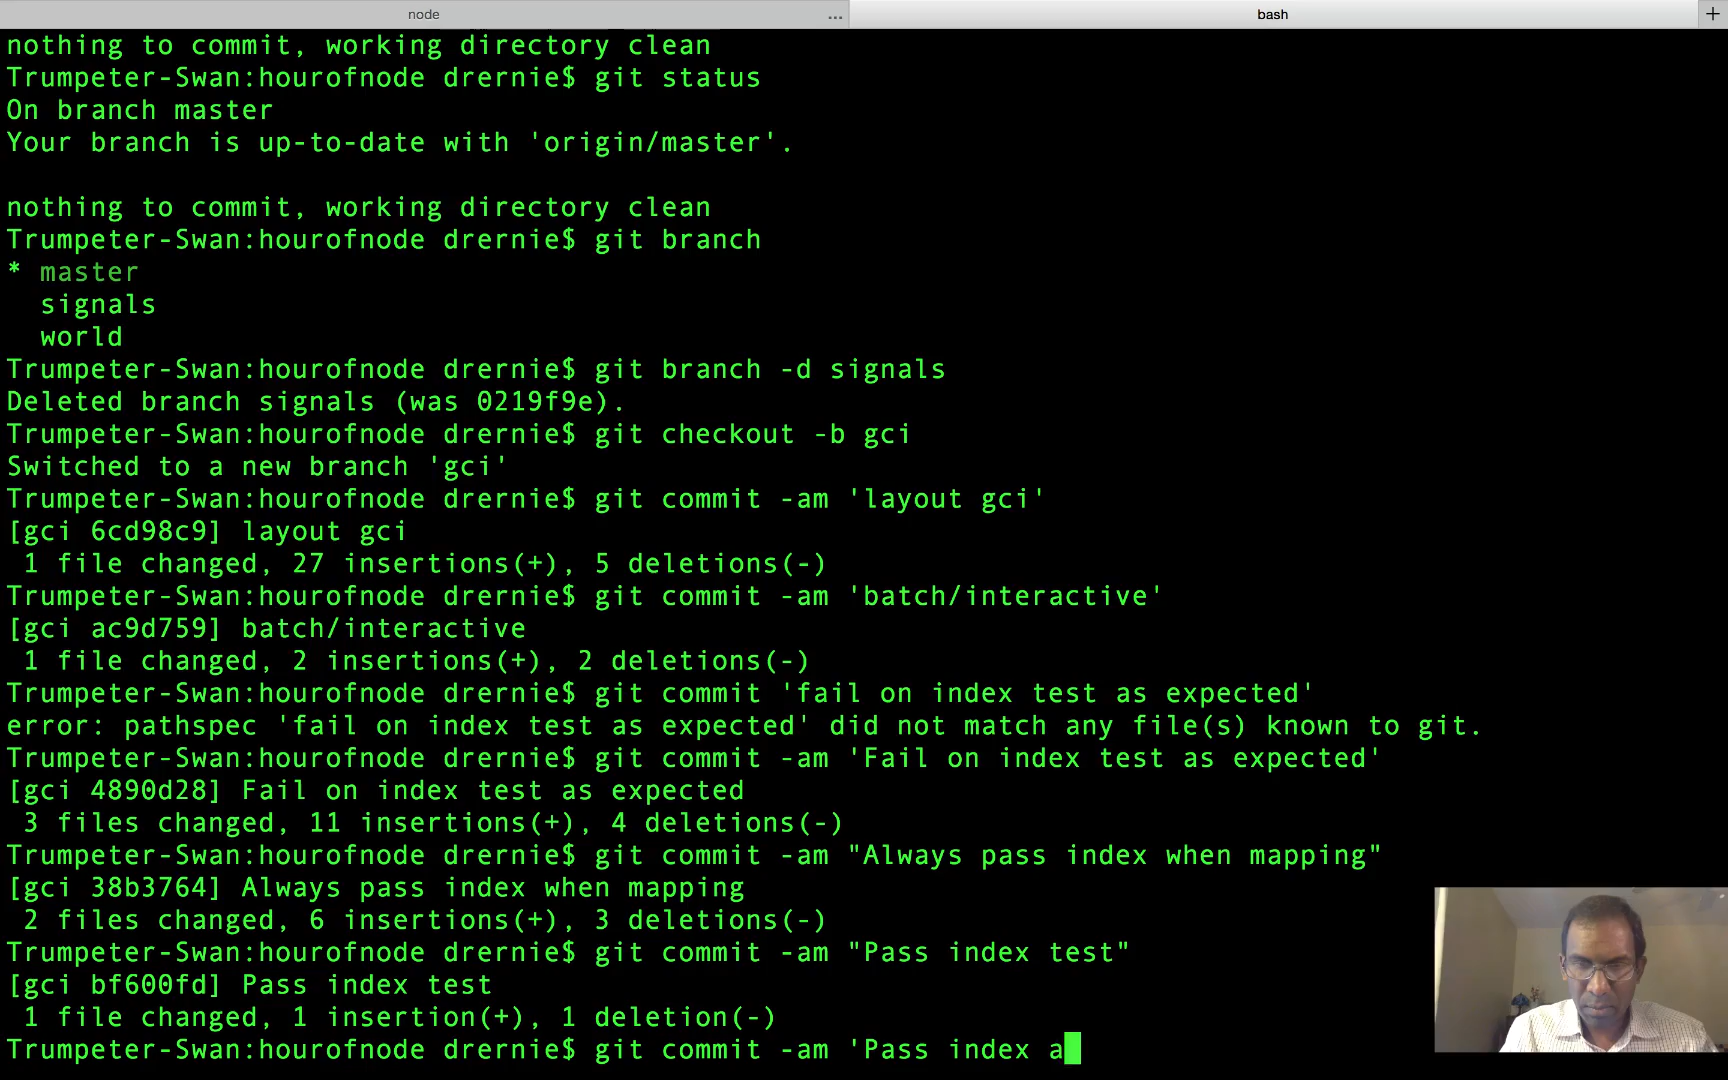 node
...
bash
+
nothing to commit, working directory clean
Trumpeter-Swan:hourofnode drernie$ git status
On branch master
Your branch is up-to-date with 'origin/master'.
nothing to commit, working directory clean
Trumpeter-Swan:hourofnode drernie$ git branch
* master
signals
world
Trumpeter-Swan:hourofnode drernie$ git branch -d signals
Deleted branch signals (was 0219f9e).
Trumpeter-Swan:hourofnode drernie$ git checkout -b gci
Switched to a new branch 'gci'
Trumpeter-Swan:hourofnode drernie$ git commit -am 'layout gci'
[gci 6cd98c9] layout gci
1 file changed, 27 insertions(+), 5 deletions(-)
Trumpeter-Swan:hourofnode drernie$ git commit -am 'batch/interactive'
[gci ac9d759] batch/interactive
1 file changed, 2 insertions(+), 2 deletions(-)
Trumpeter-Swan:hourofnode drernie$ git commit 'fail on index test as expected'
error: pathspec 'fail on index test as expected' did not match any file(s) known to git.
Trumpeter-Swan:hourofnode drernie$ git commit -am 'Fail on index test as expected'
[gci 4890d28] Fail on index test as expected
3 files changed, 11 insertions(+), 4 deletions(-)
Trumpeter-Swan:hourofnode drernie$ git commit -am "Always pass index when mapping"
[gci 38b3764] Always pass index when mapping
2 files changed, 6 insertions(+), 3 deletions(-)
Trumpeter-Swan:hourofnode drernie$ git commit -am "Pass index test"
[gci bf600fd] Pass index test
1 file changed, 1 insertion(+), 1 deletion(-)
Trumpeter-Swan:hourofnode drernie$ git commit -am 'Pass index a